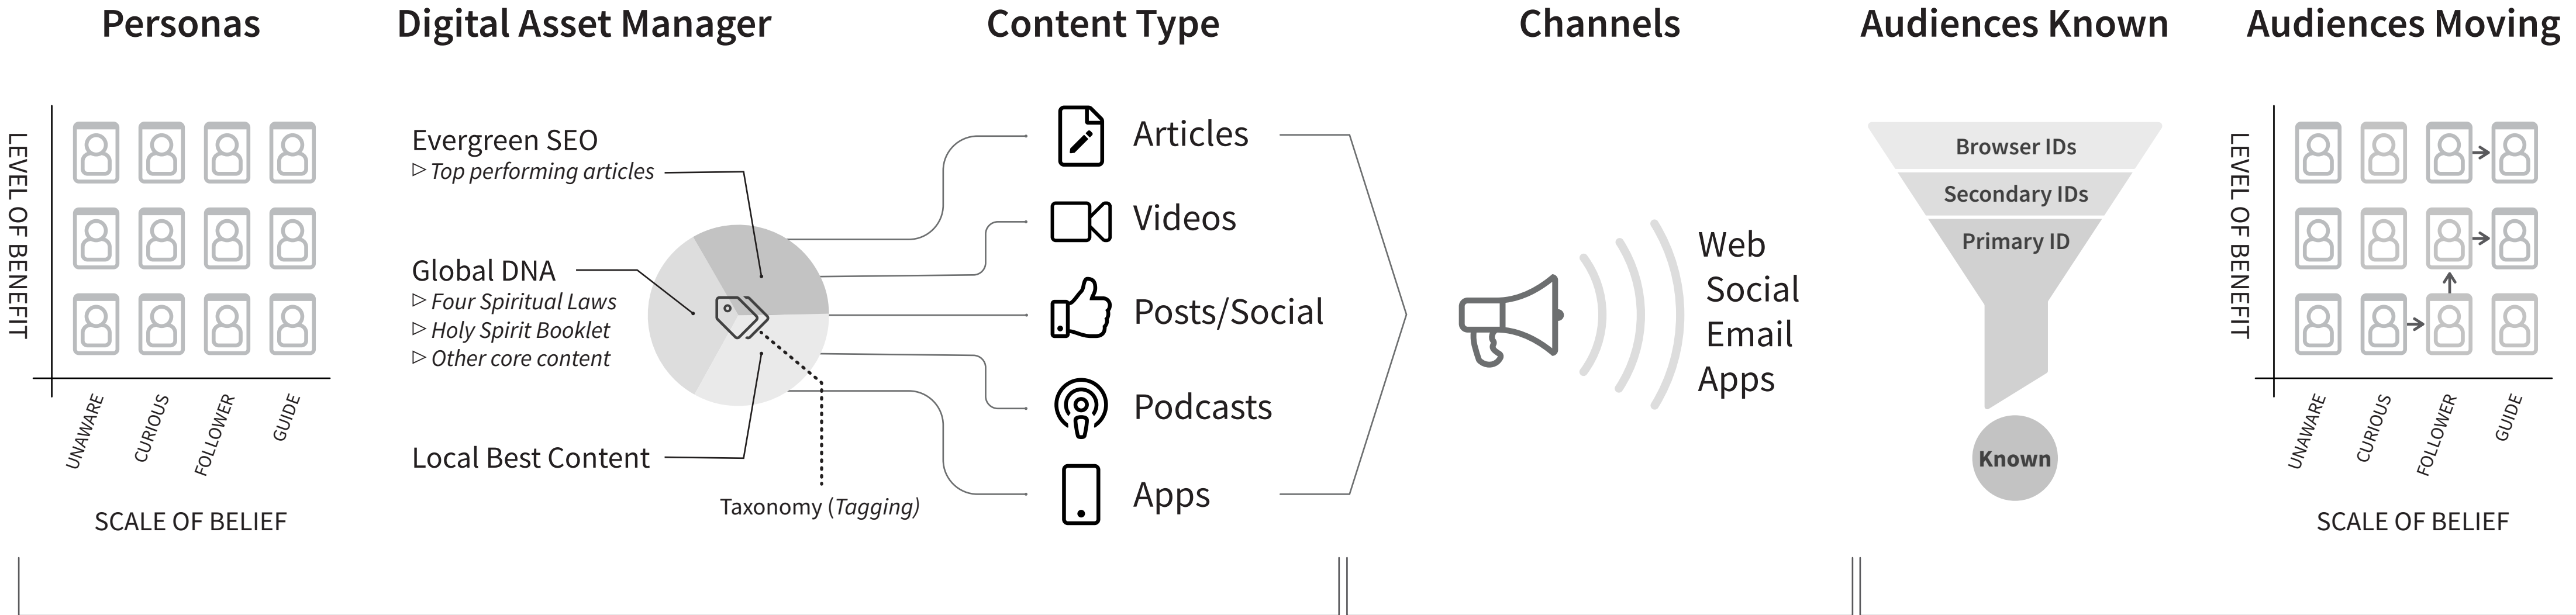 Personas
LEVEL OF BENEFIT
UNAWARE
CURIOUS
FOLLOWER
GUIDE
SCALE OF BELIEF
Digital Asset Manager
Evergreen SEO
Top performing articles
Global DNA
Four Spiritual Laws
Holy Spirit Booklet
Other core content
Local Best Content
Taxonomy (Tagging)
Content Type
Articles
Videos
Posts/Social
Podcasts
Apps
Channels
Web
Social
Email
Apps
Audiences Known
Browser IDs
Secondary IDs
Primary ID
Known
Audiences Moving
LEVEL OF BENEFIT
UNAWARE
CURIOUS
FOLLOWER
GUIDE
SCALE OF BELIEF